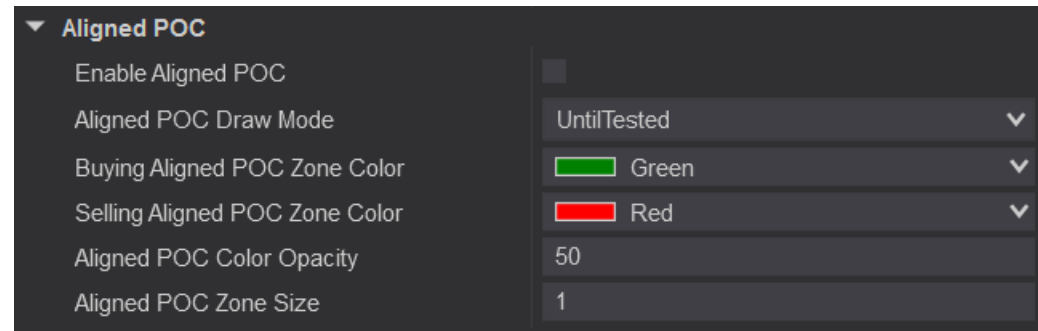 Aligned POC
Enable Aligned POC
Aligned POC Draw Mode UntilTested
Buying Aligned POC Zone Color Green
Selling Aligned POC Zone Color Red
Aligned POC Color Opacity 50
Aligned POC Zone Size 1